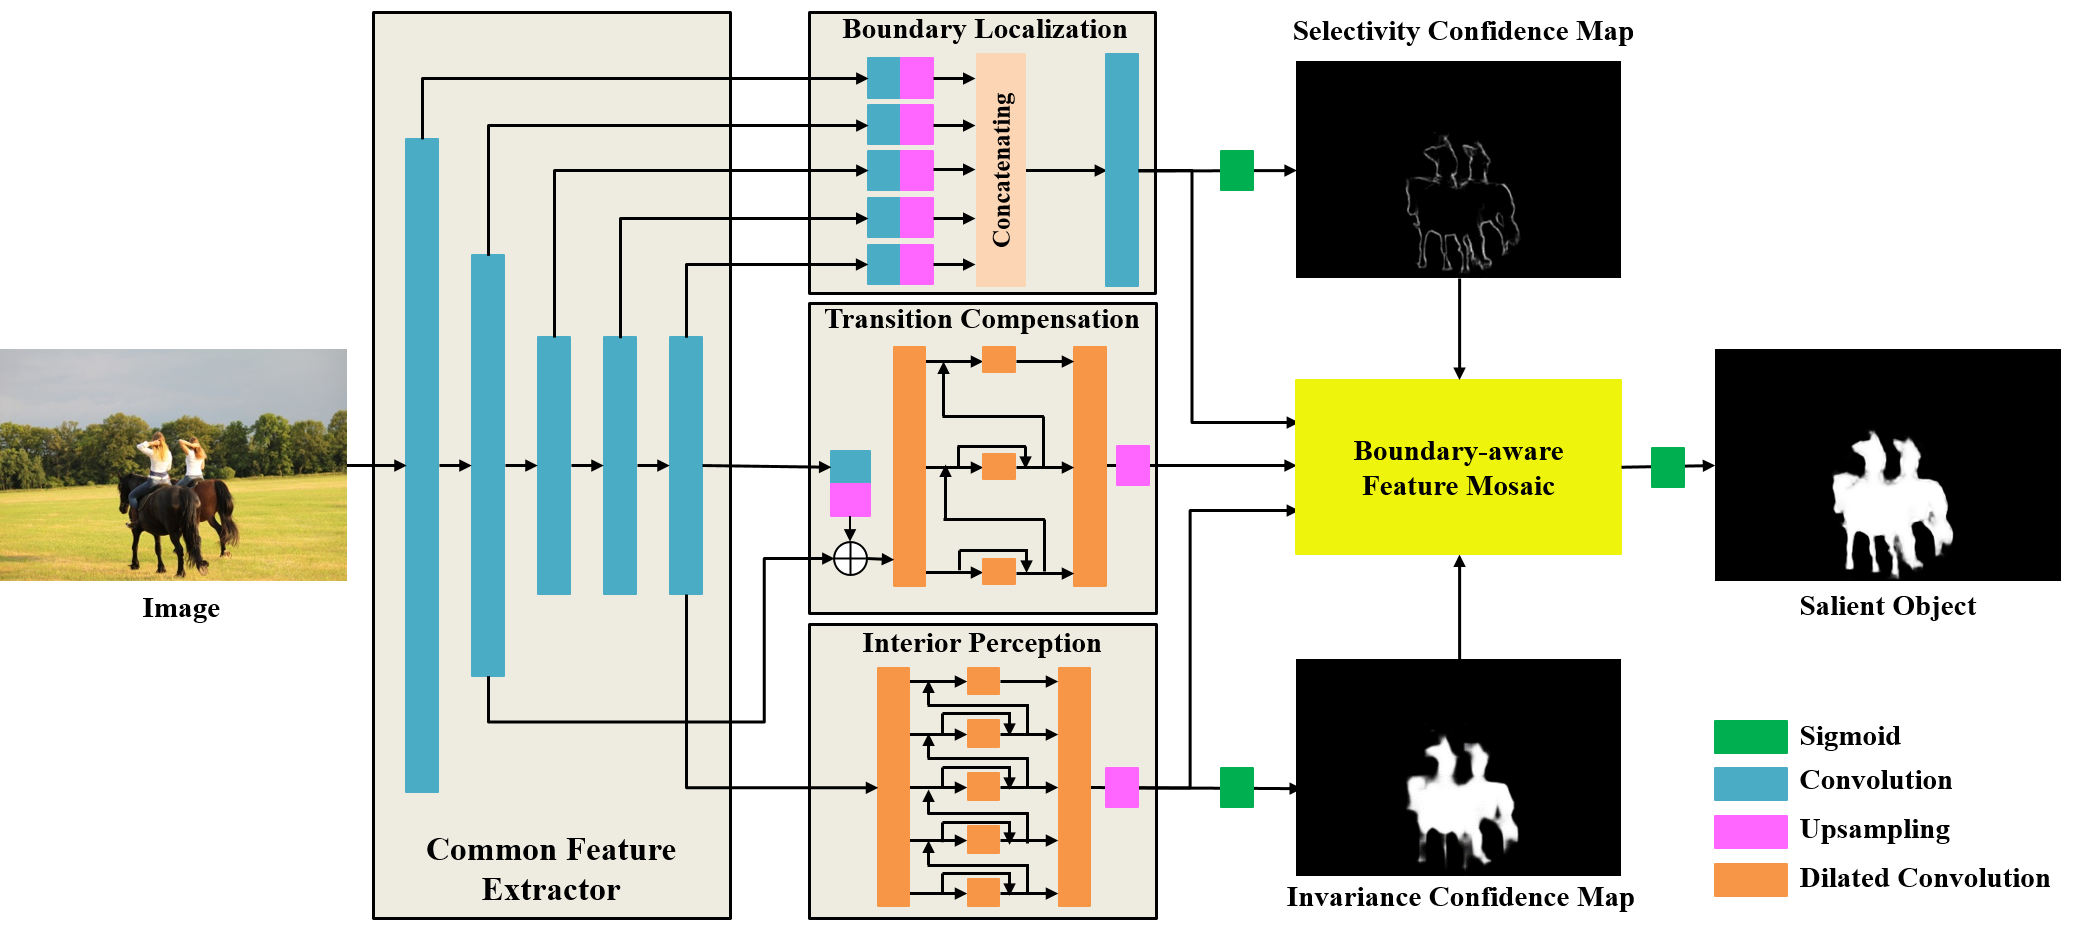 Boundary Localization
Concatenating
Selectivity Confidence Map
Transition Compensation
Boundary-aware
Feature Mosaic
Image
Salient Object
Interior Perception
Common Feature
Extractor
Invariance Confidence Map
Sigmoid
Convolution
Upsampling
Dilated Convolution